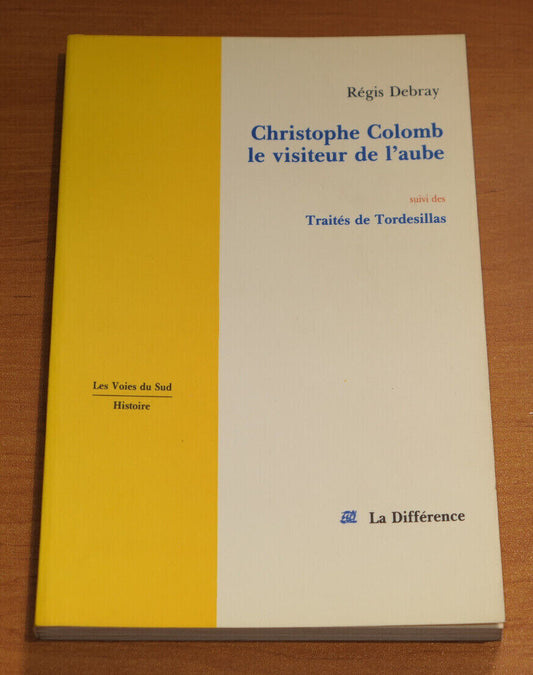 Régis Debray
Christophe Colomb
le visiteur de l'aube
suivi des
Traités de Tordesillas
Les Voies du Sud
Histoire
La Différence